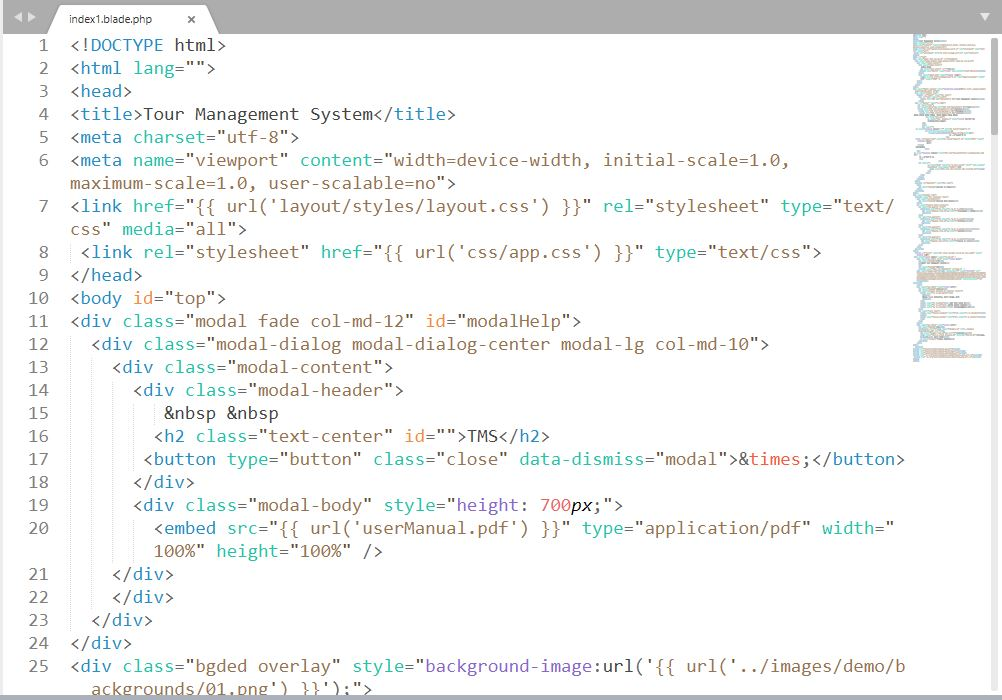 index1.blade.php ×
1 <!DOCTYPE html>
2 <html lang="">
3 <head>
4 <title>Tour Management System</title>
5 <meta charset="utf-8">
6 <meta name="viewport" content="width=device-width, initial-scale=1.0,
maximum-scale=1.0, user-scalable=no">
7 <link href="{{ url('layout/styles/layout.css') }}" rel="stylesheet" type="text/
css" media="all">
8 <link rel="stylesheet" href="{{ url('css/app.css') }}" type="text/css">
9 </head>
10 <body id="top">
11 <div class="modal fade col-md-12" id="modalHelp">
12 <div class="modal-dialog modal-dialog-center modal-lg col-md-10">
13 <div class="modal-content">
14 <div class="modal-header">
15 &nbsp &nbsp
16 <h2 class="text-center" id="">TMS</h2>
17 <button type="button" class="close" data-dismiss="modal">&times;</button>
18 </div>
19 <div class="modal-body" style="height: 700px;">
20 <embed src="{{ url('userManual.pdf') }}" type="application/pdf" width="
100%" height="100%" />
21 </div>
22 </div>
23 </div>
24 </div>
25 <div class="bgded overlay" style="background-image:url('{{ url('../images/demo/b
ackgrounds/01.png') }}');">